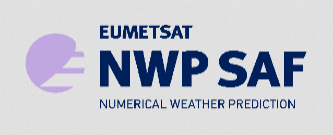 EUMETSAT
NWP SAF
NUMERICAL WEATHER PREDICTION